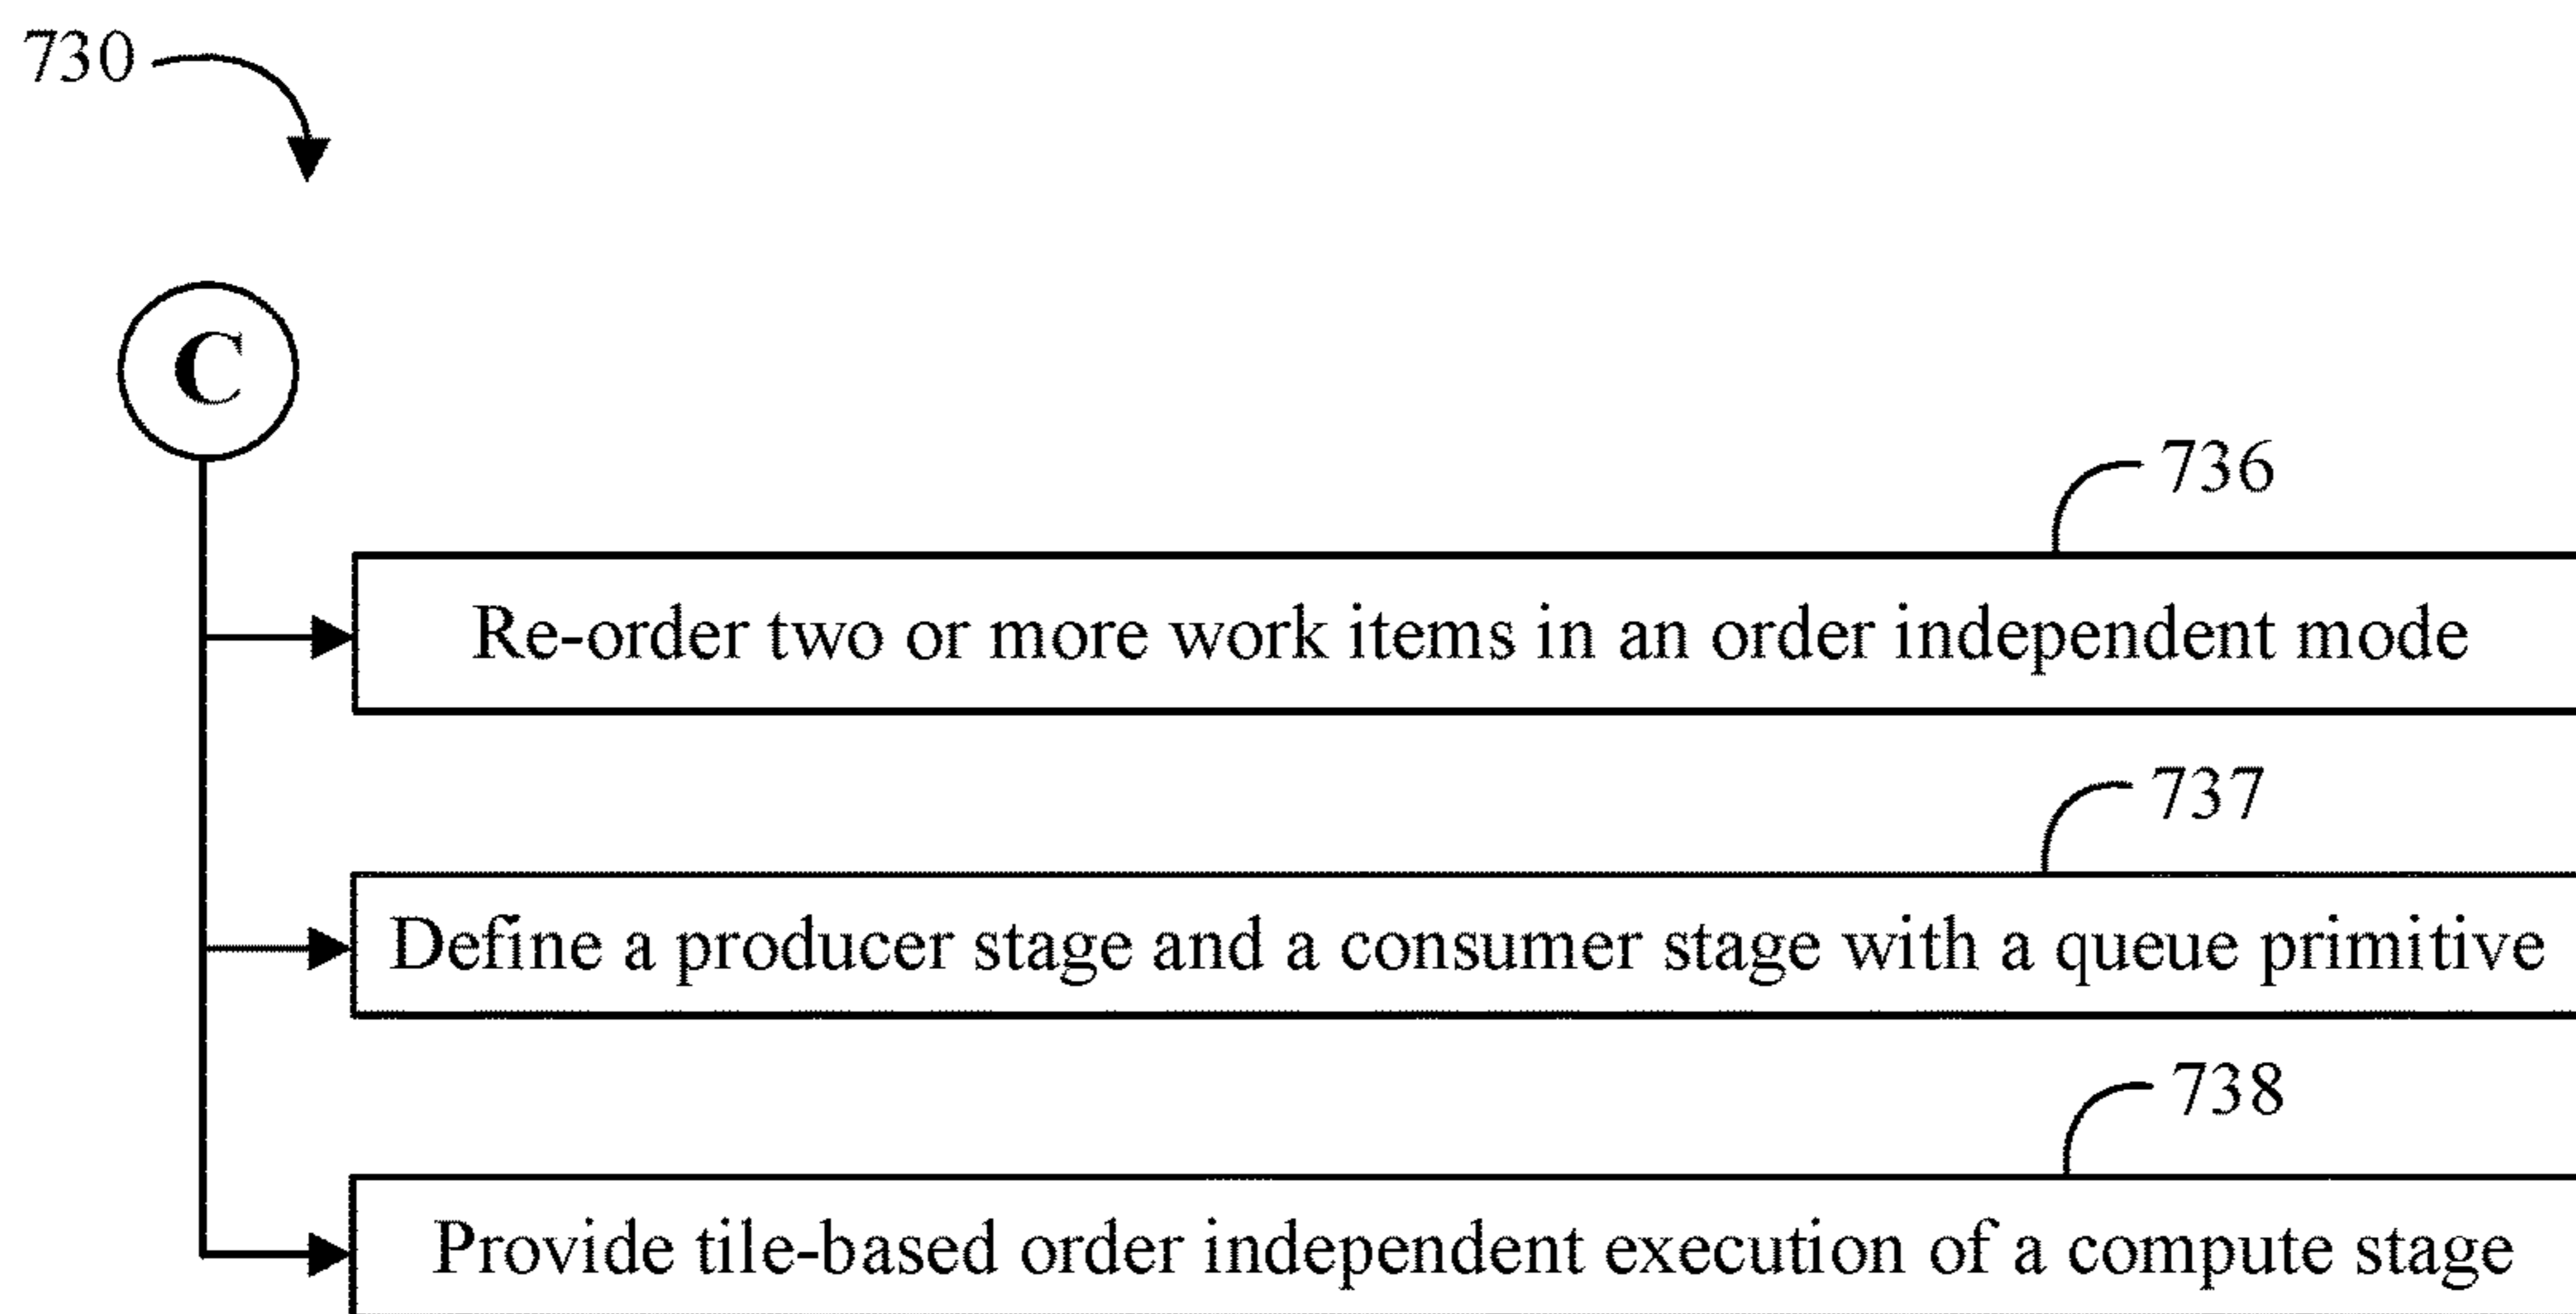 730
C
736
Re-order two or more work items in an order independent mode
737
Define a producer stage and a consumer stage with a queue primitive
738
Provide tile-based order independent execution of a compute stage